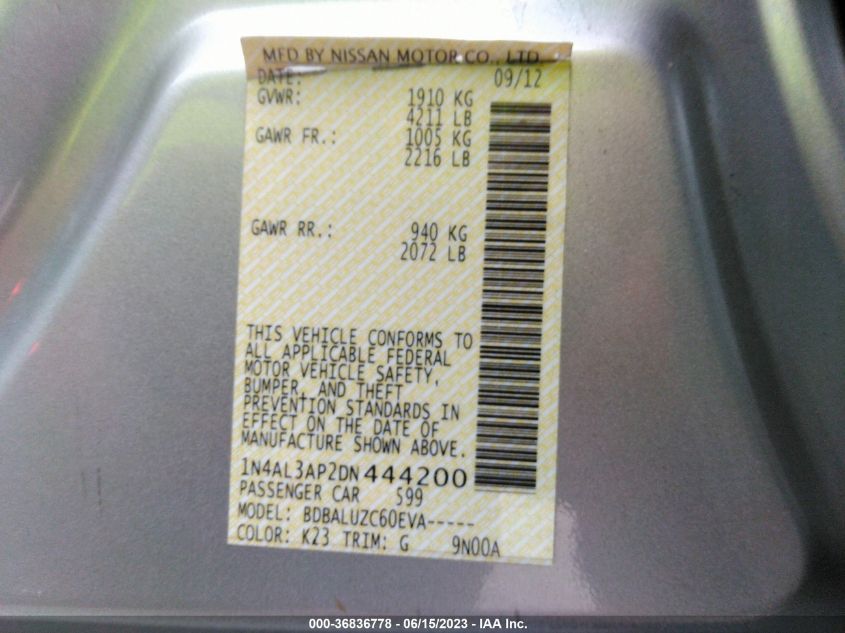 MFD BY NISSAN MOTOR CO., LTD
DATE: 09/12
GVWR: 1910 KG
4211 LB
GAWR FR.: 1005 KG
2216 LB
GAWR RR.: 940 KG
2072 LB
THIS VEHICLE CONFORMS TO
ALL APPLICABLE FEDERAL
MOTOR VEHICLE SAFETY,
BUMPER, AND THEFT
PREVENTION STANDARDS IN
EFFECT ON THE DATE OF
MANUFACTURE SHOWN ABOVE.
1N4AL3AP2DN444200
PASSENGER CAR 599
MODEL: BDBALUZC60EVA-----
COLOR: K23 TRIM: G 9N00A
000-36836778 - 06/15/2023 - IAA Inc.